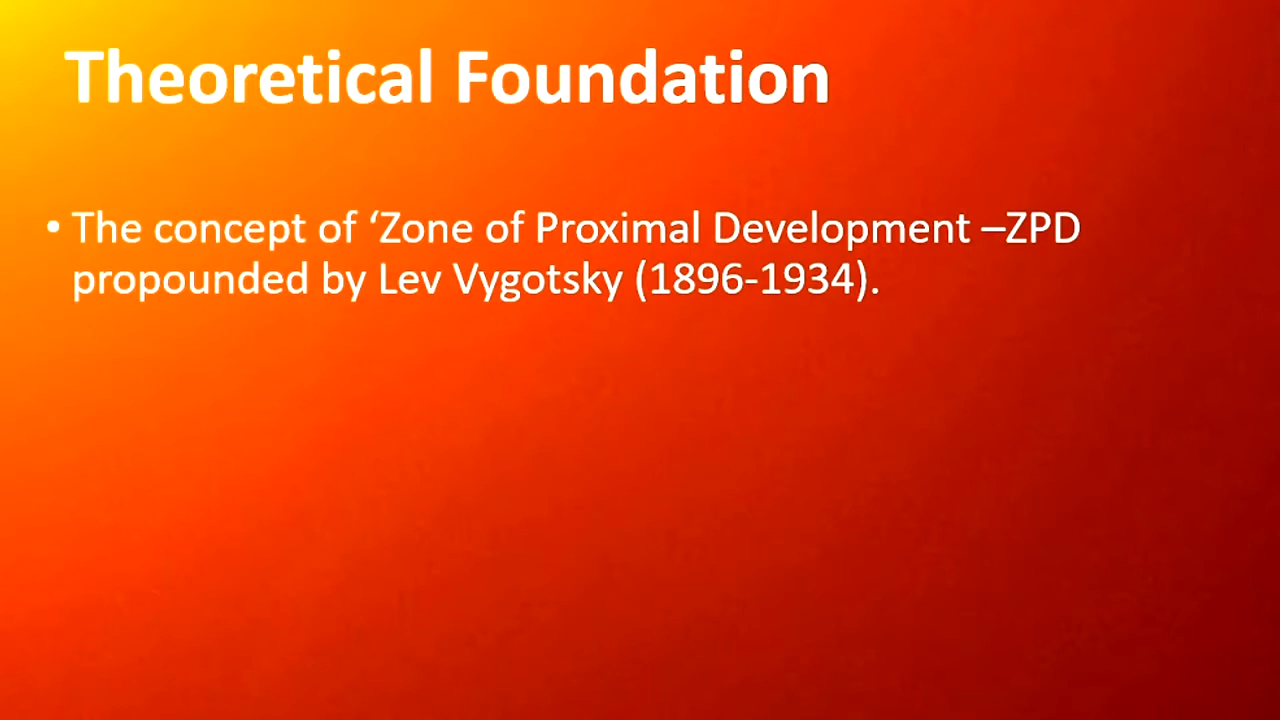 Theoretical Foundation
• The concept of ‘Zone of Proximal Development –ZPD
propounded by Lev Vygotsky (1896-1934).